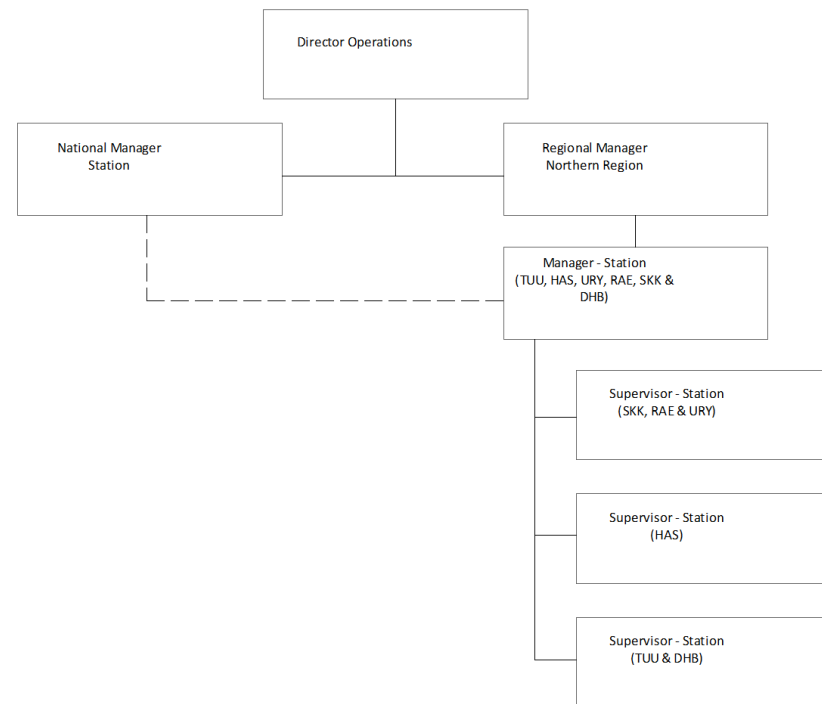 Director Operations
National Manager
Station
Regional Manager
Northern Region
Manager - Station
(TUU, HAS, URY, RAE, SKK &
DHB)
Supervisor - Station
(SKK, RAE & URY)
Supervisor - Station
(HAS)
Supervisor - Station
(TUU & DHB)